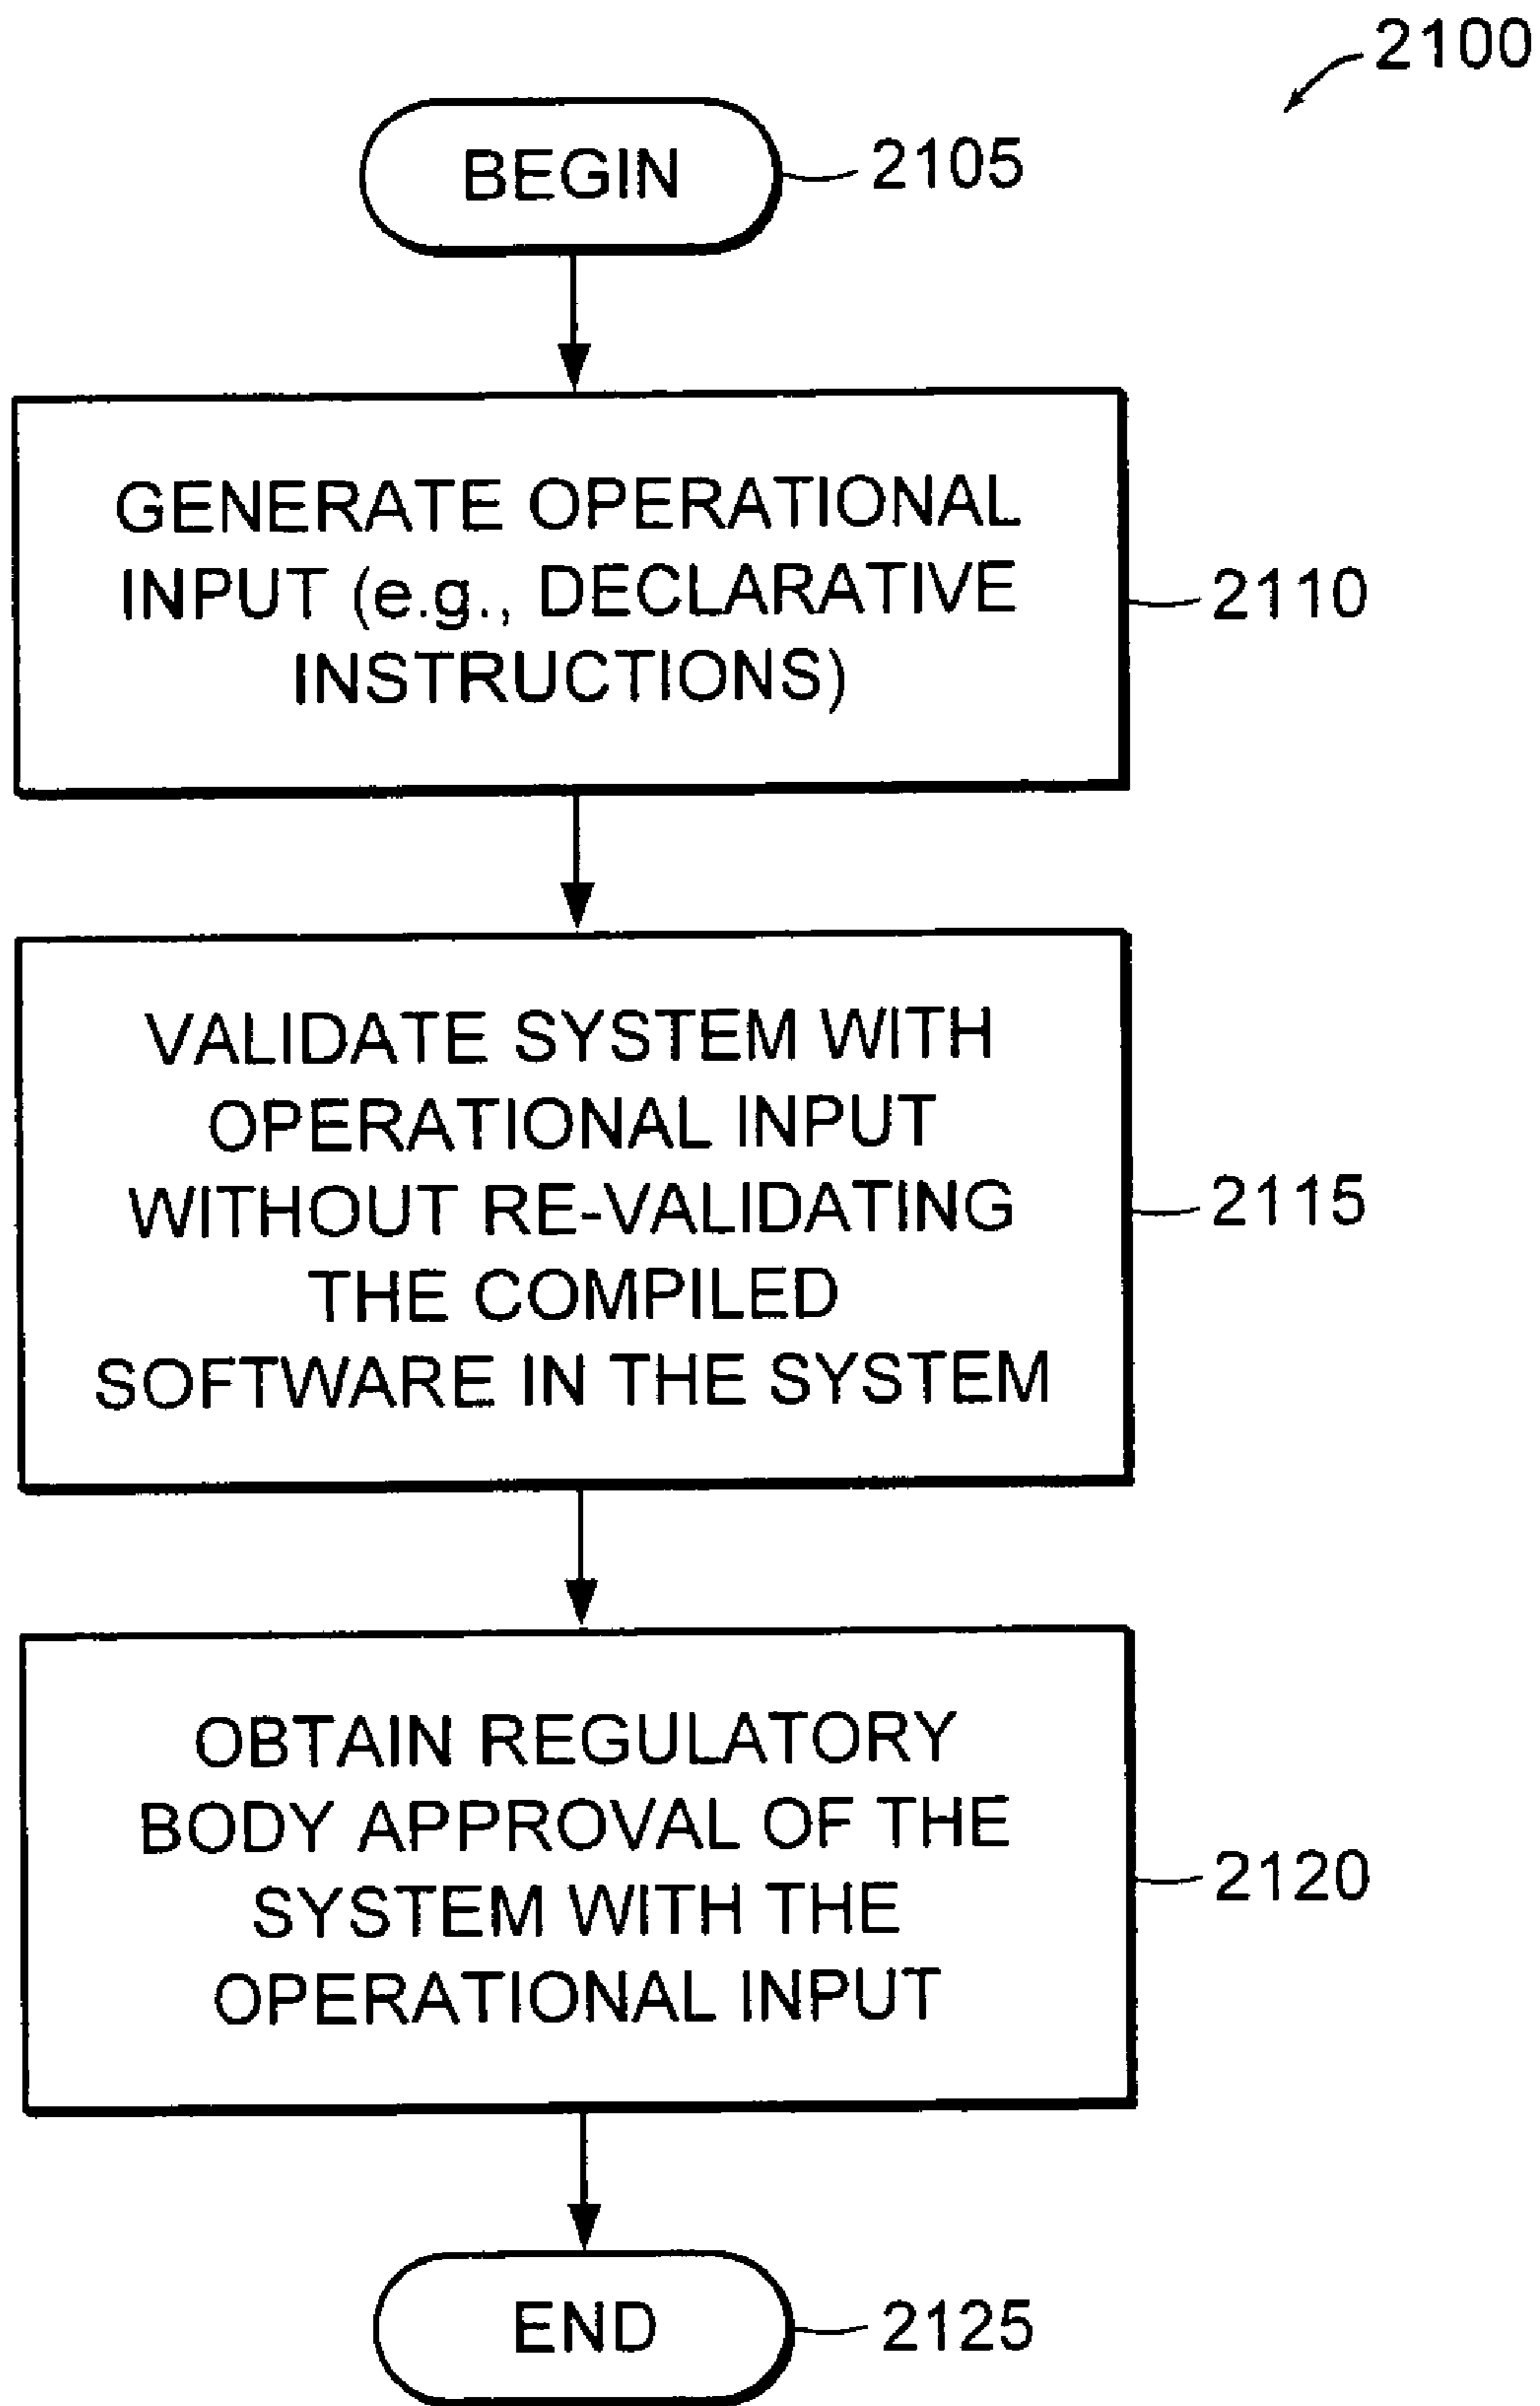 2100
BEGIN
2105
GENERATE OPERATIONAL
INPUT (e.g., DECLARATIVE
INSTRUCTIONS)
2110
VALIDATE SYSTEM WITH
OPERATIONAL INPUT
WITHOUT RE-VALIDATING
THE COMPILED
SOFTWARE IN THE SYSTEM
2115
OBTAIN REGULATORY
BODY APPROVAL OF THE
SYSTEM WITH THE
OPERATIONAL INPUT
2120
END
2125